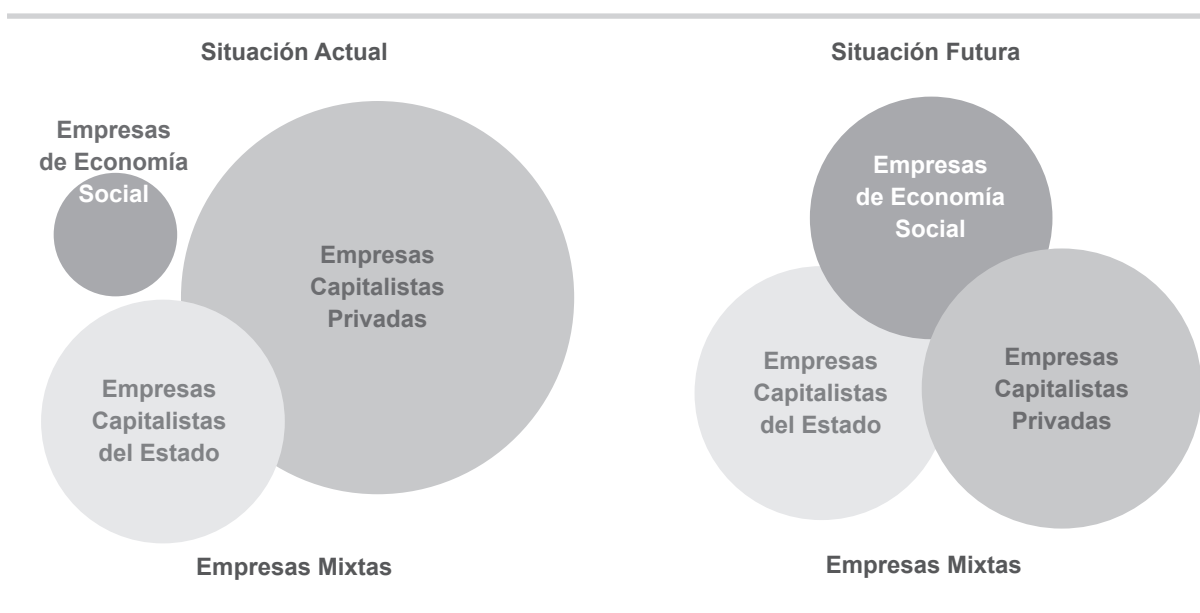 Situación Actual
Empresas
de Economía
Social
Empresas
Capitalistas
Privadas
Empresas
Capitalistas
del Estado
Empresas Mixtas
Situación Futura
Empresas
de Economía
Social
Empresas
Capitalistas
del Estado
Empresas
Capitalistas
Privadas
Empresas Mixtas